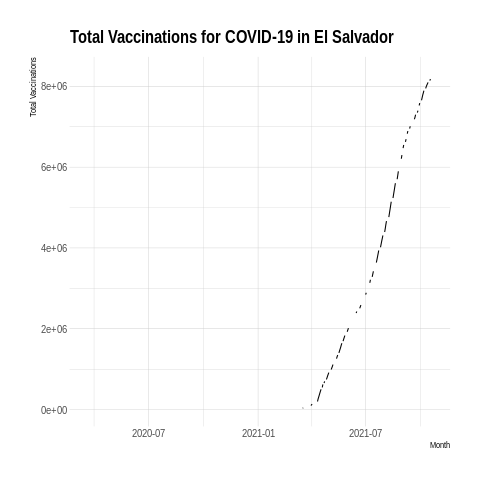 Total Vaccinations for COVID-19 in El Salvador
Total Vaccinations
8e+06
6e+06
4e+06
2e+06
0e+00
2020-07 2021-01 2021-07
Month